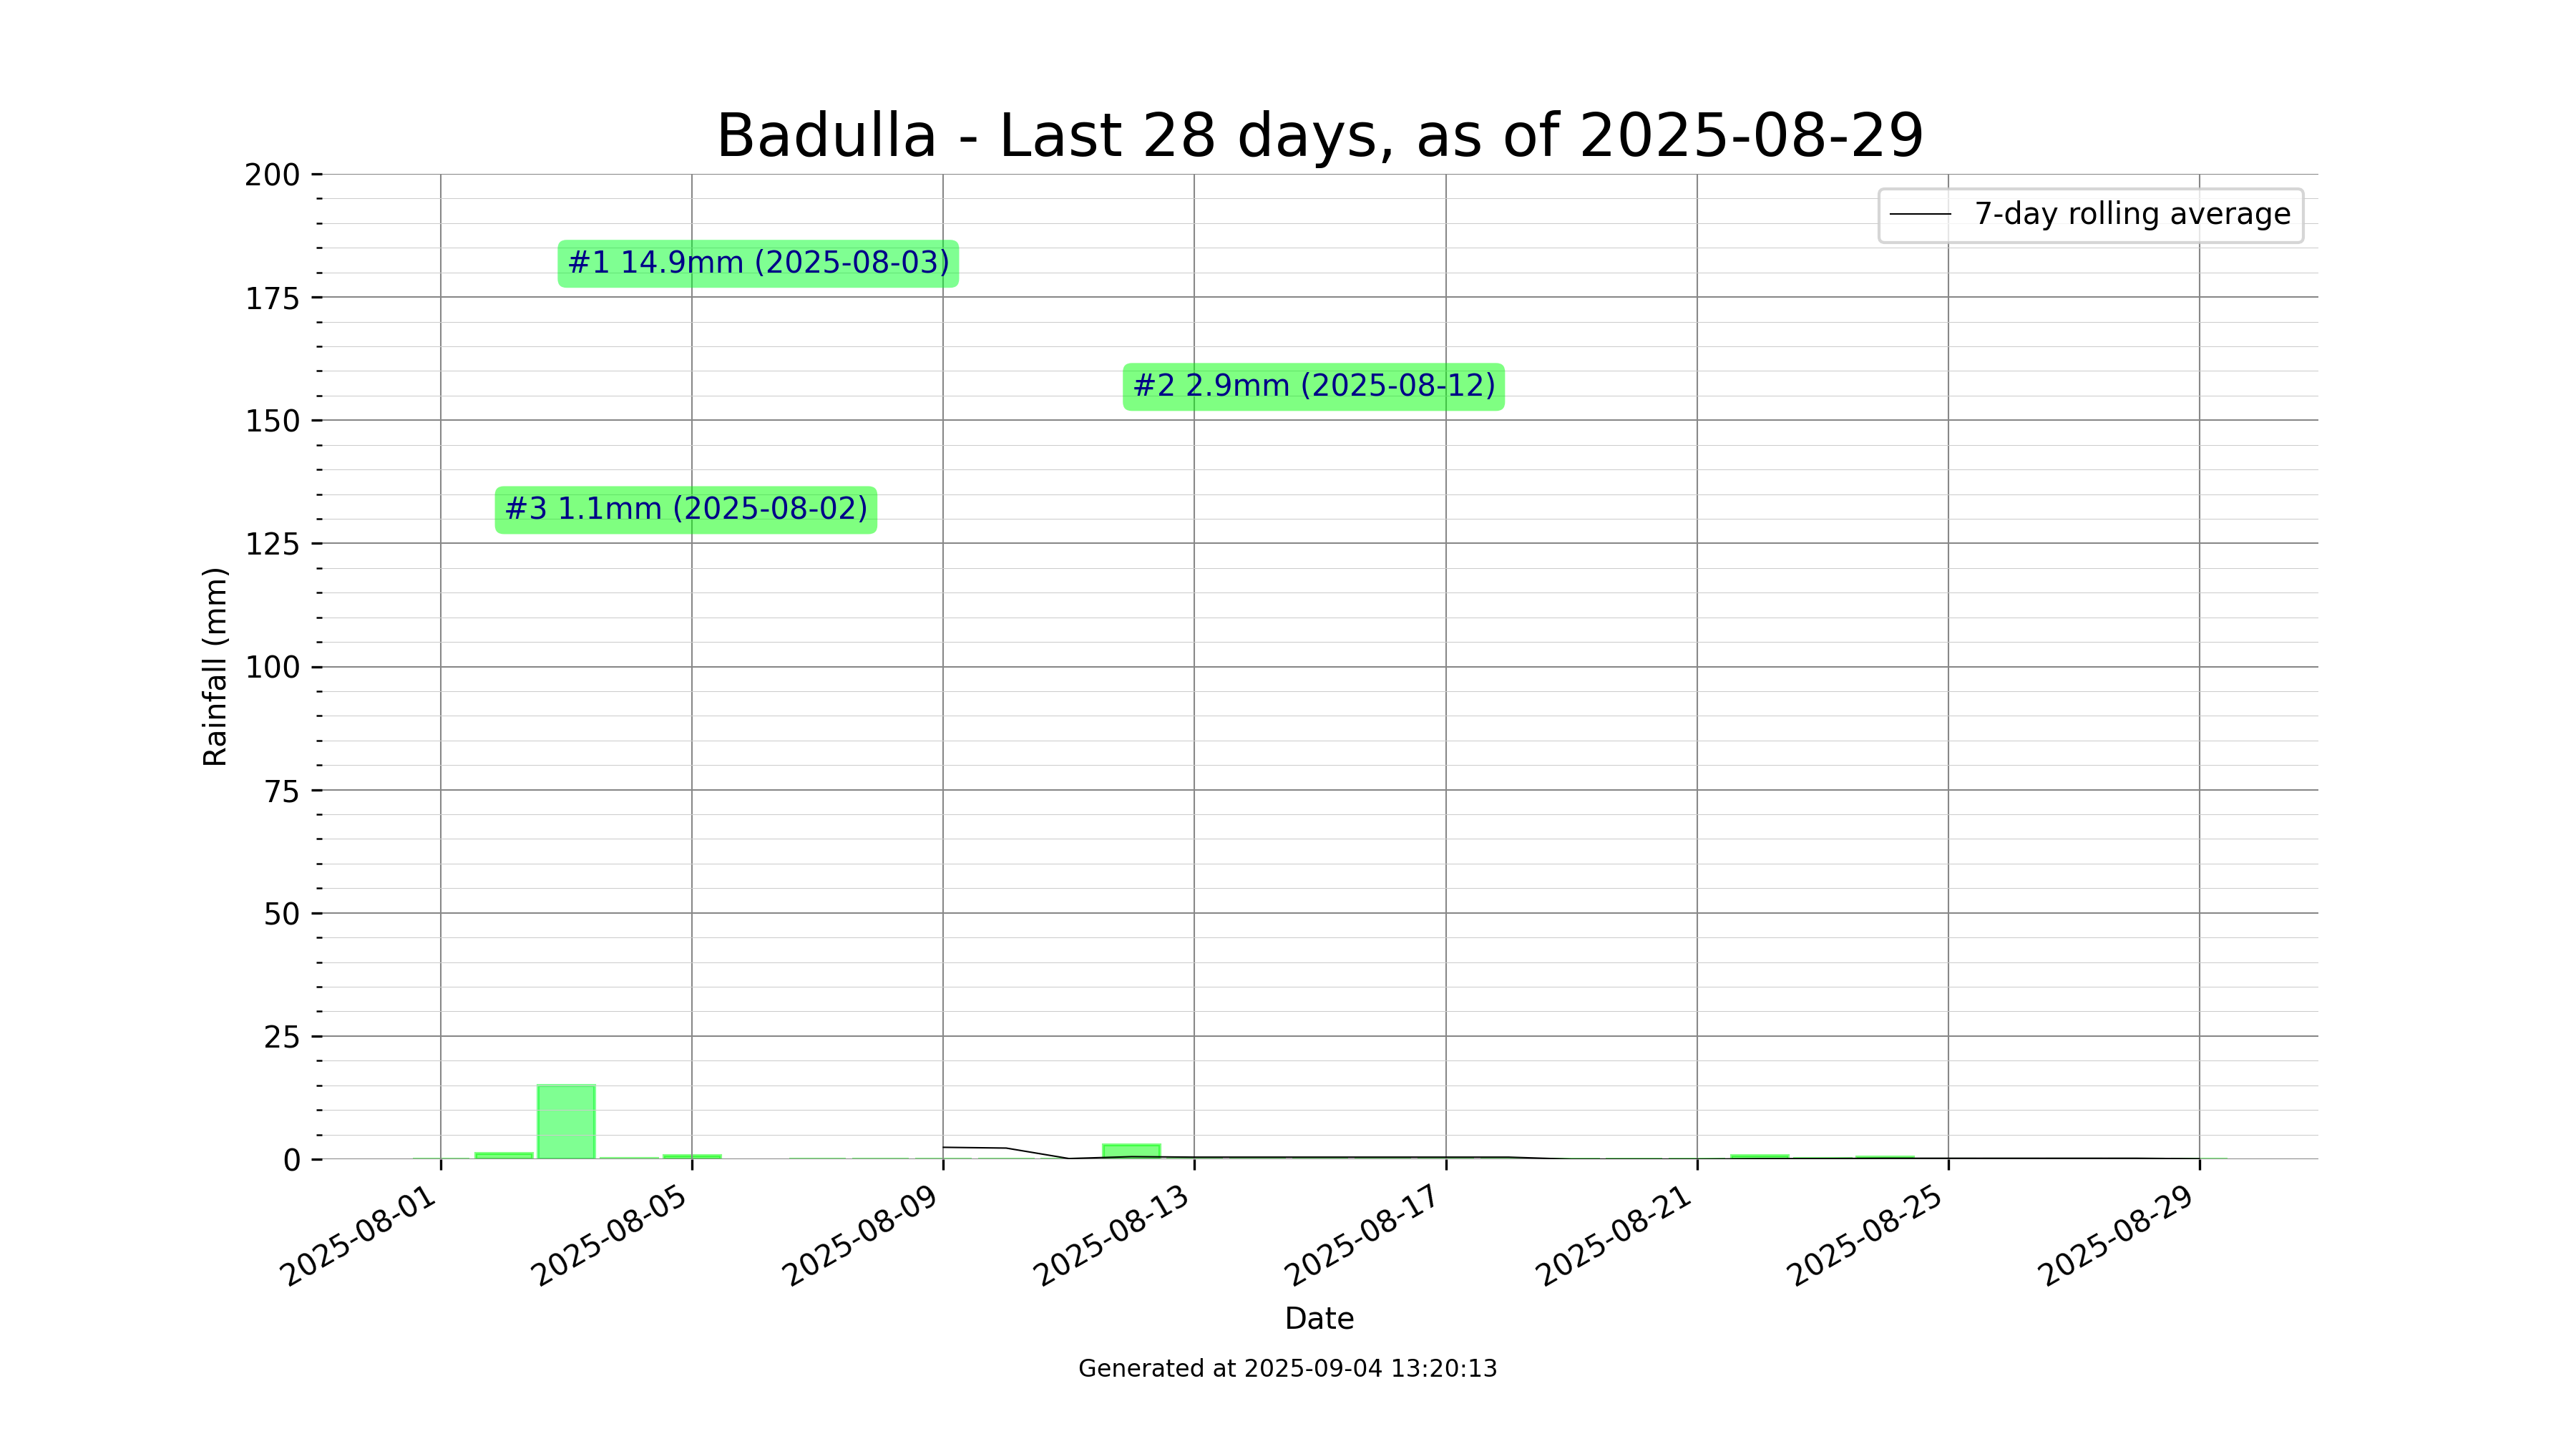 Badulla - Last 28 days, as of 2025-08-29
7-day rolling average
#1 14.9mm (2025-08-03)
#2 2.9mm (2025-08-12)
#3 1.1mm (2025-08-02)
Rainfall (mm)
200
175
150
125
100
75
50
25
0
2025-08-01
2025-08-05
2025-08-09
2025-08-13
2025-08-17
2025-08-21
2025-08-25
2025-08-29
Date
Generated at 2025-09-04 13:20:13